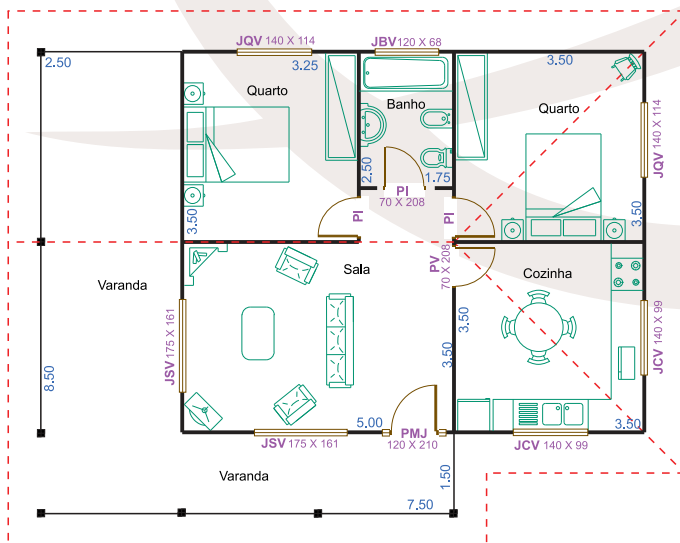 JQV 140 X 114
JBV 120 X 68
2.50
3.25
3.50
Quarto
Banho
Quarto
JQV 140 X 114
2.50
1.75
PI
70 X 208
3.50
PI
PI
3.50
Varanda
Sala
PV
70 X 208
Cozinha
JSV 175 X 161
3.50
3.50
JCV 140 X 99
8.50
5.00
PMJ
120 X 210
3.50
JSV 175 X 161
JCV 140 X 99
Varanda
1.50
7.50